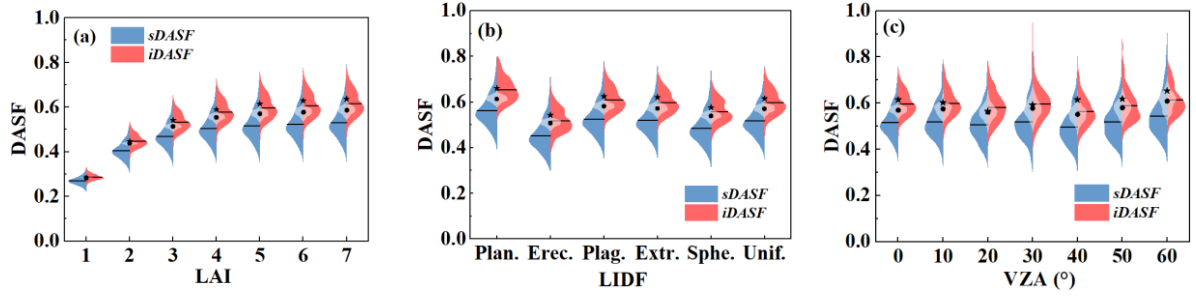 (a)
sDASF
iDASF
DASF
1.0
0.8
0.6
0.4
0.2
0.0
1 2 3 4 5 6 7
LAI
(b)
sDASF
iDASF
DASF
1.0
0.8
0.6
0.4
0.2
0.0
Plan. Erec. Plag. Extr. Sphe. Unif.
LIDF
(c)
sDASF
iDASF
DASF
1.0
0.8
0.6
0.4
0.2
0.0
0 10 20 30 40 50 60
VZA (°)